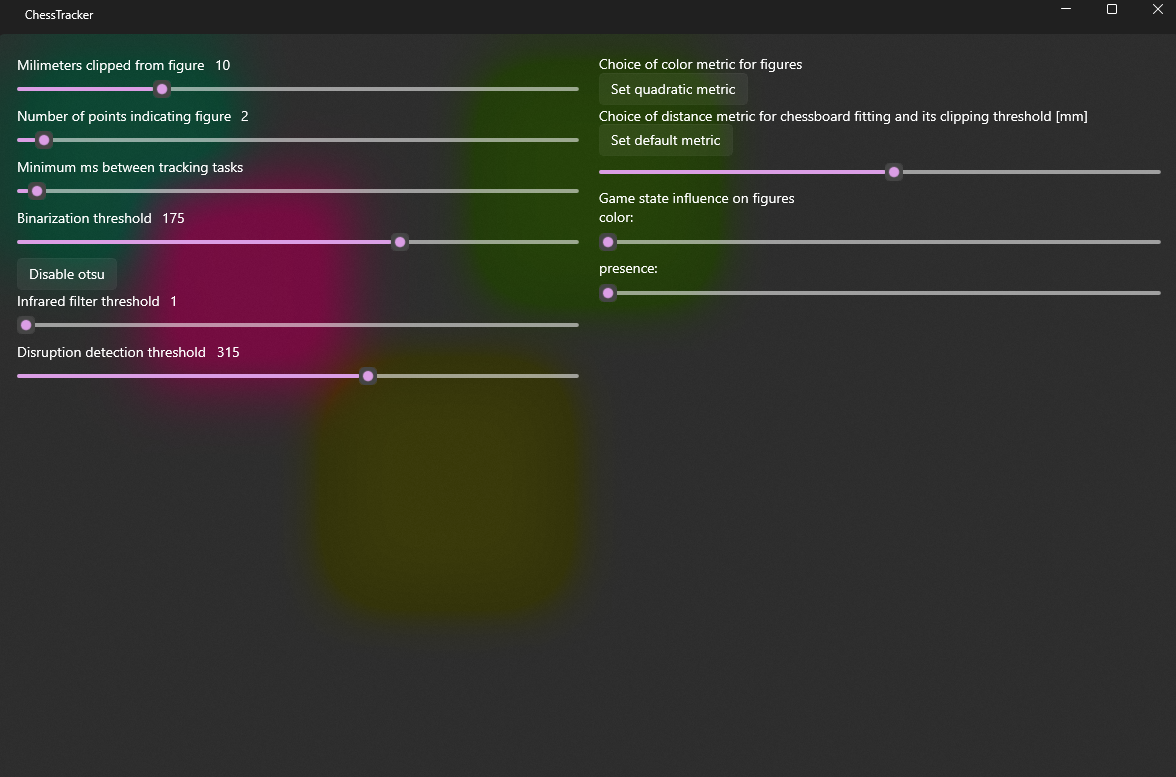 ChessTracker
Milimeters clipped from figure 10
Number of points indicating figure 2
Minimum ms between tracking tasks
Binarization threshold 175
Disable otsu
Infrared filter threshold 1
Disruption detection threshold 315
Choice of color metric for figures
Set quadratic metric
Choice of distance metric for chessboard fitting and its clipping threshold [mm]
Set default metric
Game state influence on figures
color:
presence: